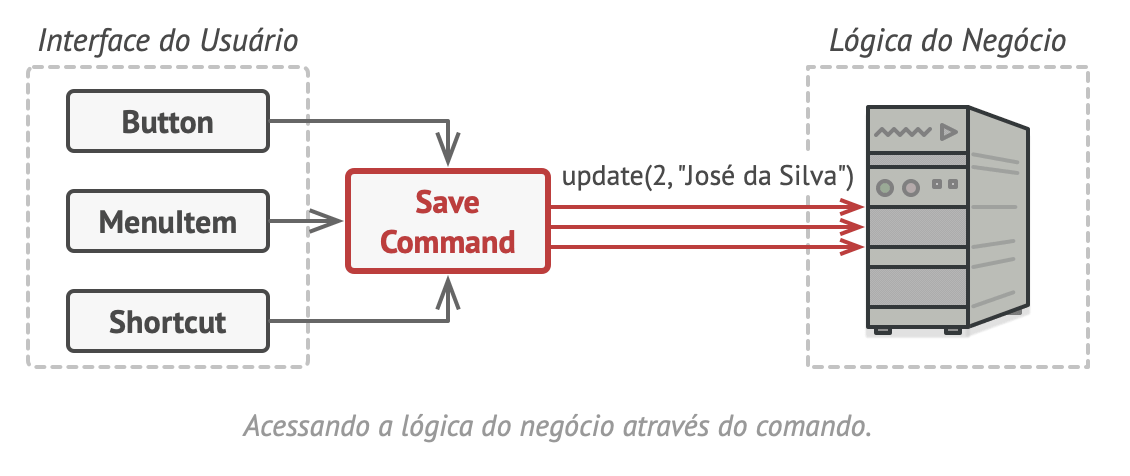 Interface do Usuário
Lógica do Negócio
Button
MenuItem
Shortcut
Save
Command
update(2, "José da Silva")
Acessando a lógica do negócio através do comando.